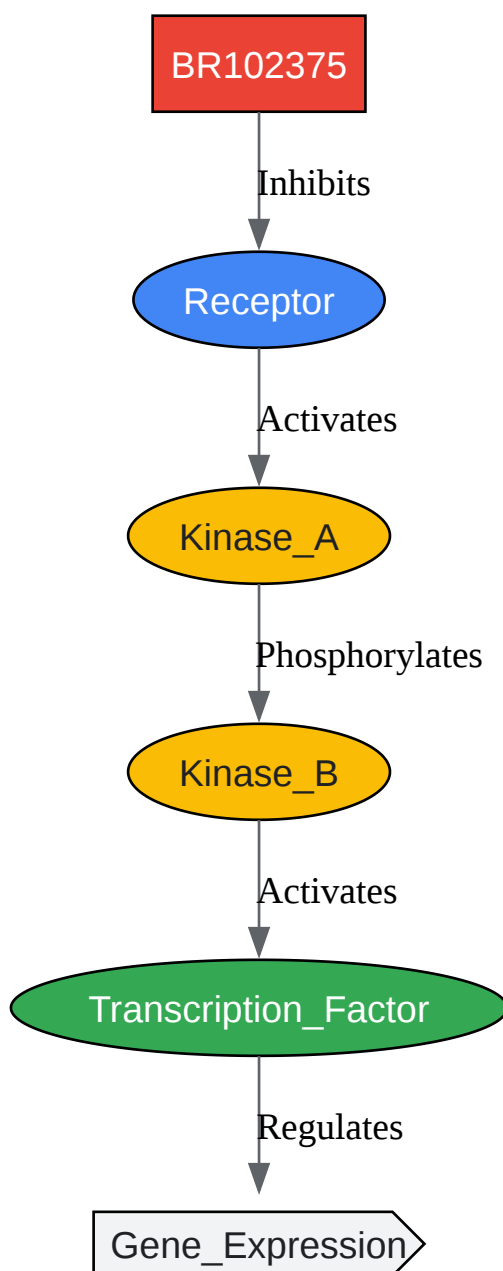 BR102375
Inhibits
Receptor
Activates
Kinase_A
Phosphorylates
Kinase_B
Activates
Transcription_Factor
Regulates
Gene_Expression